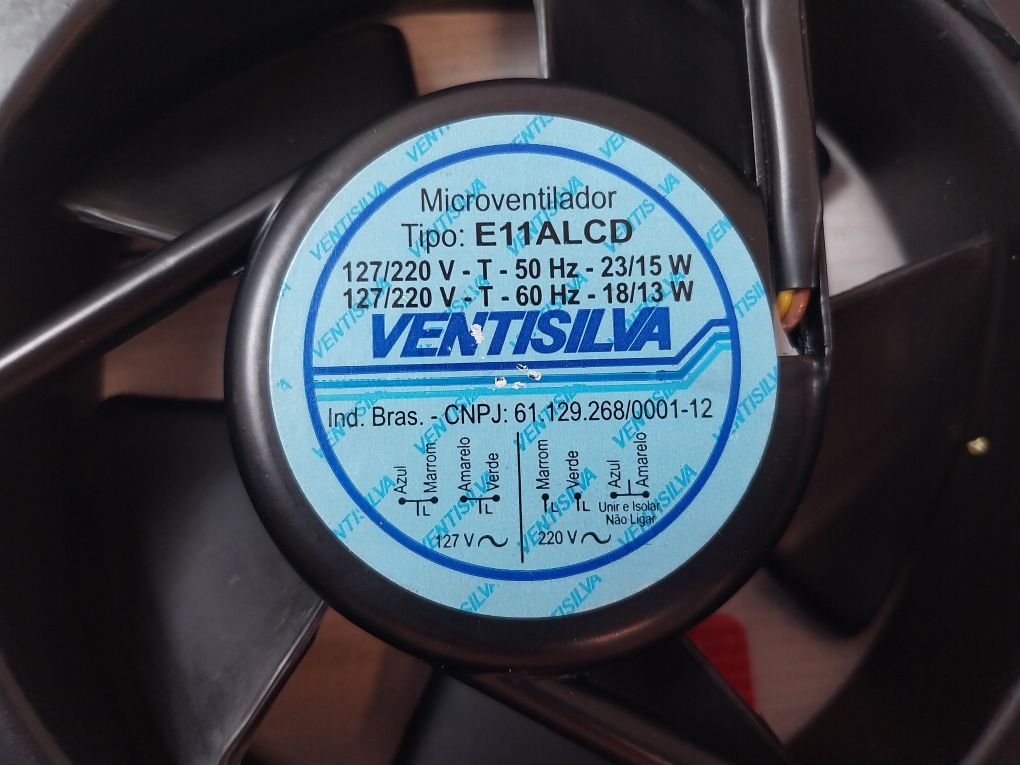 Microventilador
Tipo: E11ALCD
127/220 V - T - 50 Hz - 23/15 W
127/220 V - T - 60 Hz - 18/13 W
VENTISILVA
Ind. Bras. - CNPJ: 61.129.268/0001-12
Azul Marrom Amarelo Verde
Marrom Verde Azul Amarelo
Unir e Isolar
Não Ligar
127 V
220 V